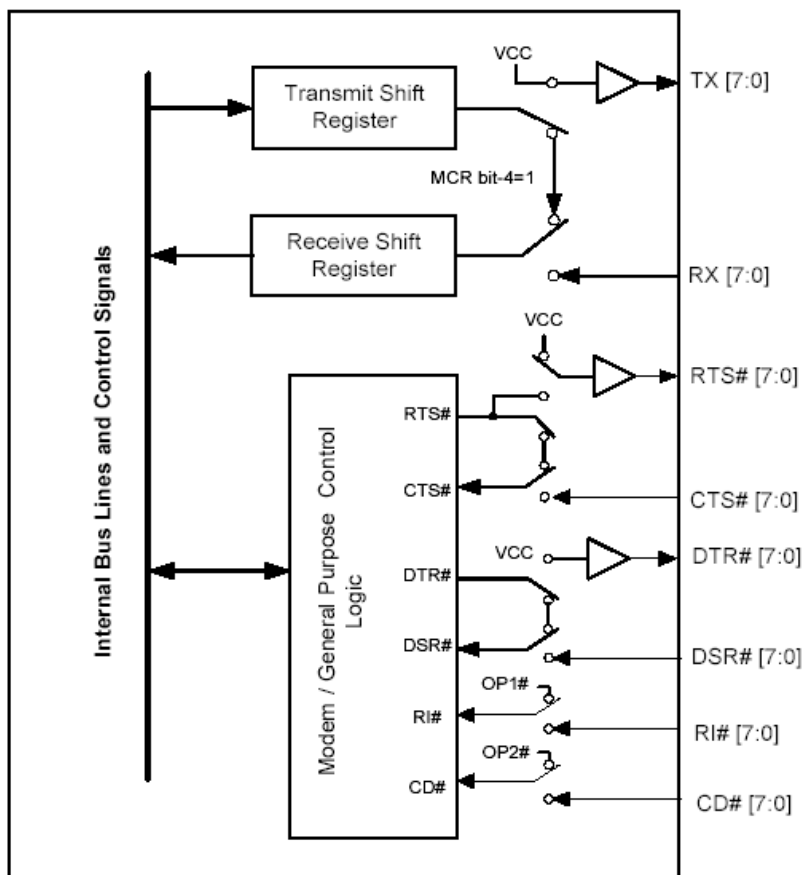 VCC
TX [7:0]
Transmit Shift
Register
MCR bit-4=1
Receive Shift
Register
RX [7:0]
Internal Bus Lines and Control Signals
VCC
RTS# [7:0]
RTS#
CTS#
CTS# [7:0]
Modem / General Purpose Control
Logic
VCC
DTR# [7:0]
DTR#
DSR#
DSR# [7:0]
OP1#
RI#
RI# [7:0]
OP2#
CD#
CD# [7:0]